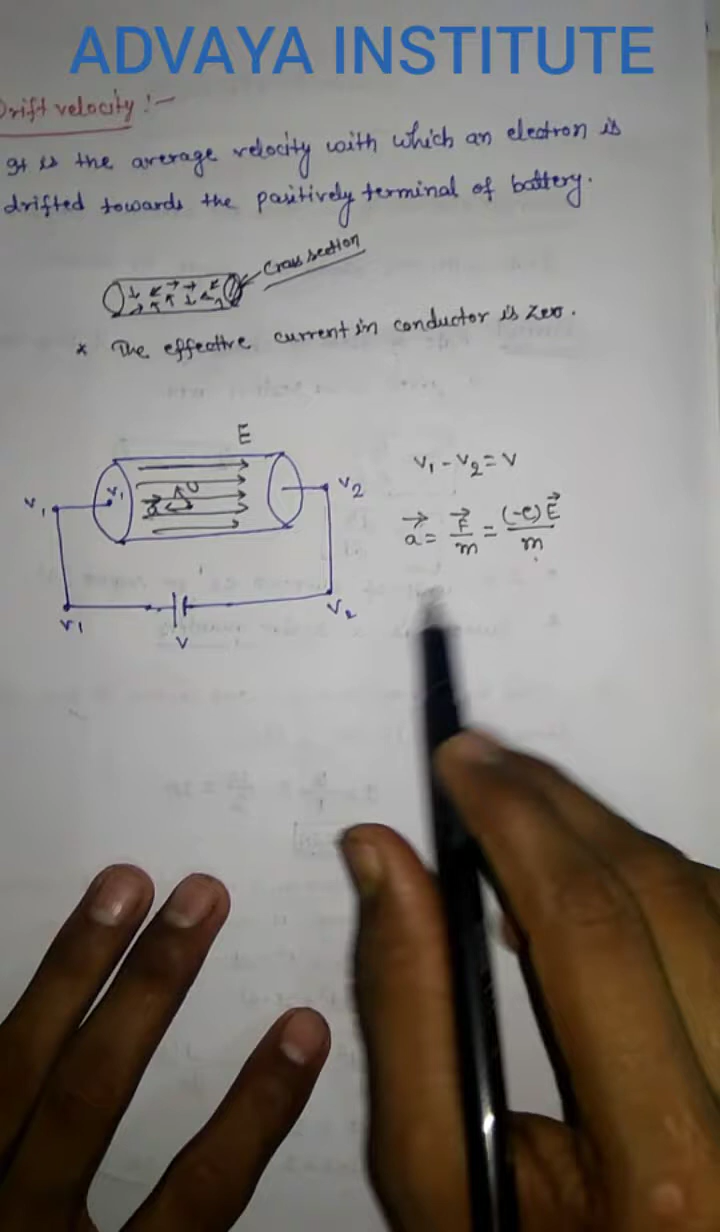 ADVAYA INSTITUTE
Drift velocity :-
It is the average velocity with which an electron is
drifted towards the positively terminal of battery.
Cross section
* The effective current in conductor is zero.
E
V₁ V₁ V₂
V₁ - V₂ = V
a⃗ = F⃗/m = (-e)E⃗/m
V₁ V V₂